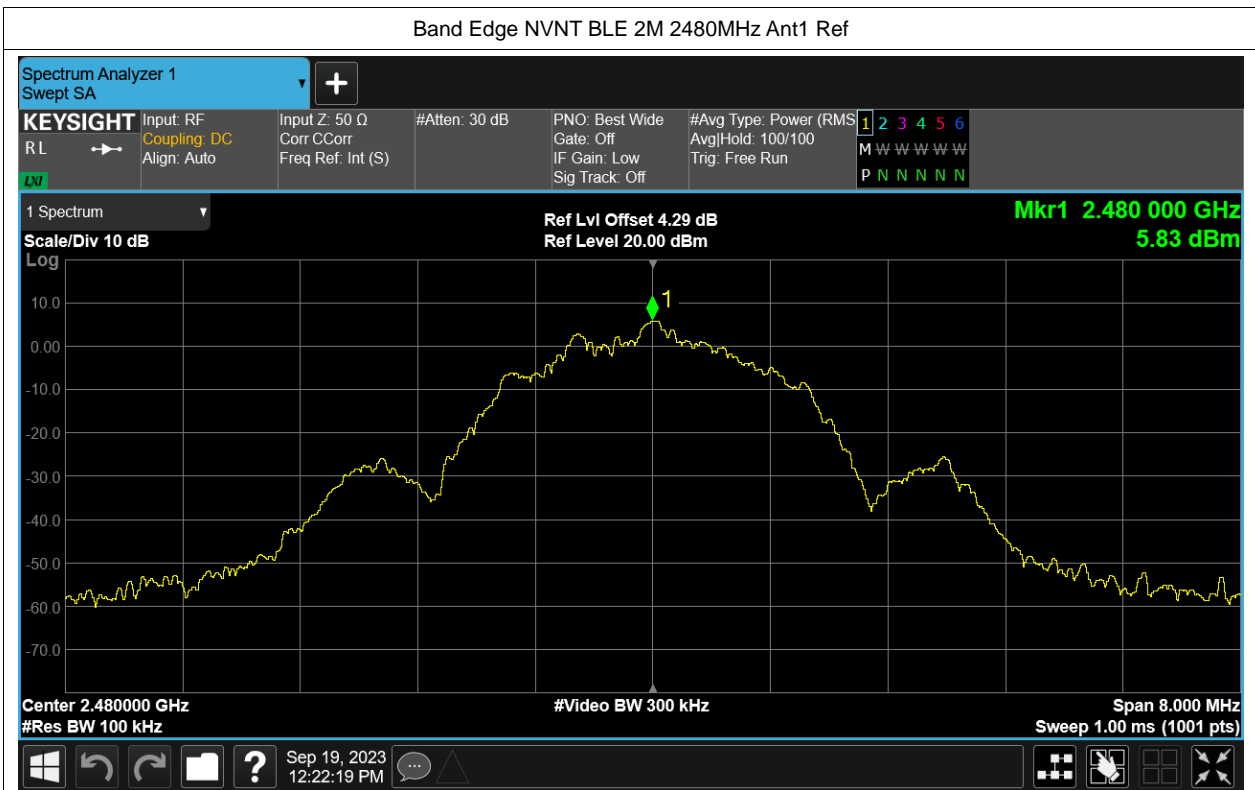 Band Edge NVNT BLE 2M 2480MHz Ant1 Ref
Spectrum Analyzer 1
Swept SA
+
KEYSIGHT
RL
LXI
Input: RF
Coupling: DC
Align: Auto
Input Z: 50 Ω
Corr CCorr
Freq Ref: Int (S)
#Atten: 30 dB
PNO: Best Wide
Gate: Off
IF Gain: Low
Sig Track: Off
#Avg Type: Power (RMS
Avg|Hold: 100/100
Trig: Free Run
1 2 3 4 5 6
M W W W W W
P N N N N N
1 Spectrum
Scale/Div 10 dB
Ref Lvl Offset 4.29 dB
Ref Level 20.00 dBm
Mkr1 2.480 000 GHz
5.83 dBm
Log
10.0
0.00
-10.0
-20.0
-30.0
-40.0
-50.0
-60.0
-70.0
1
Center 2.480000 GHz
#Res BW 100 kHz
#Video BW 300 kHz
Span 8.000 MHz
Sweep 1.00 ms (1001 pts)
?
Sep 19, 2023
12:22:19 PM